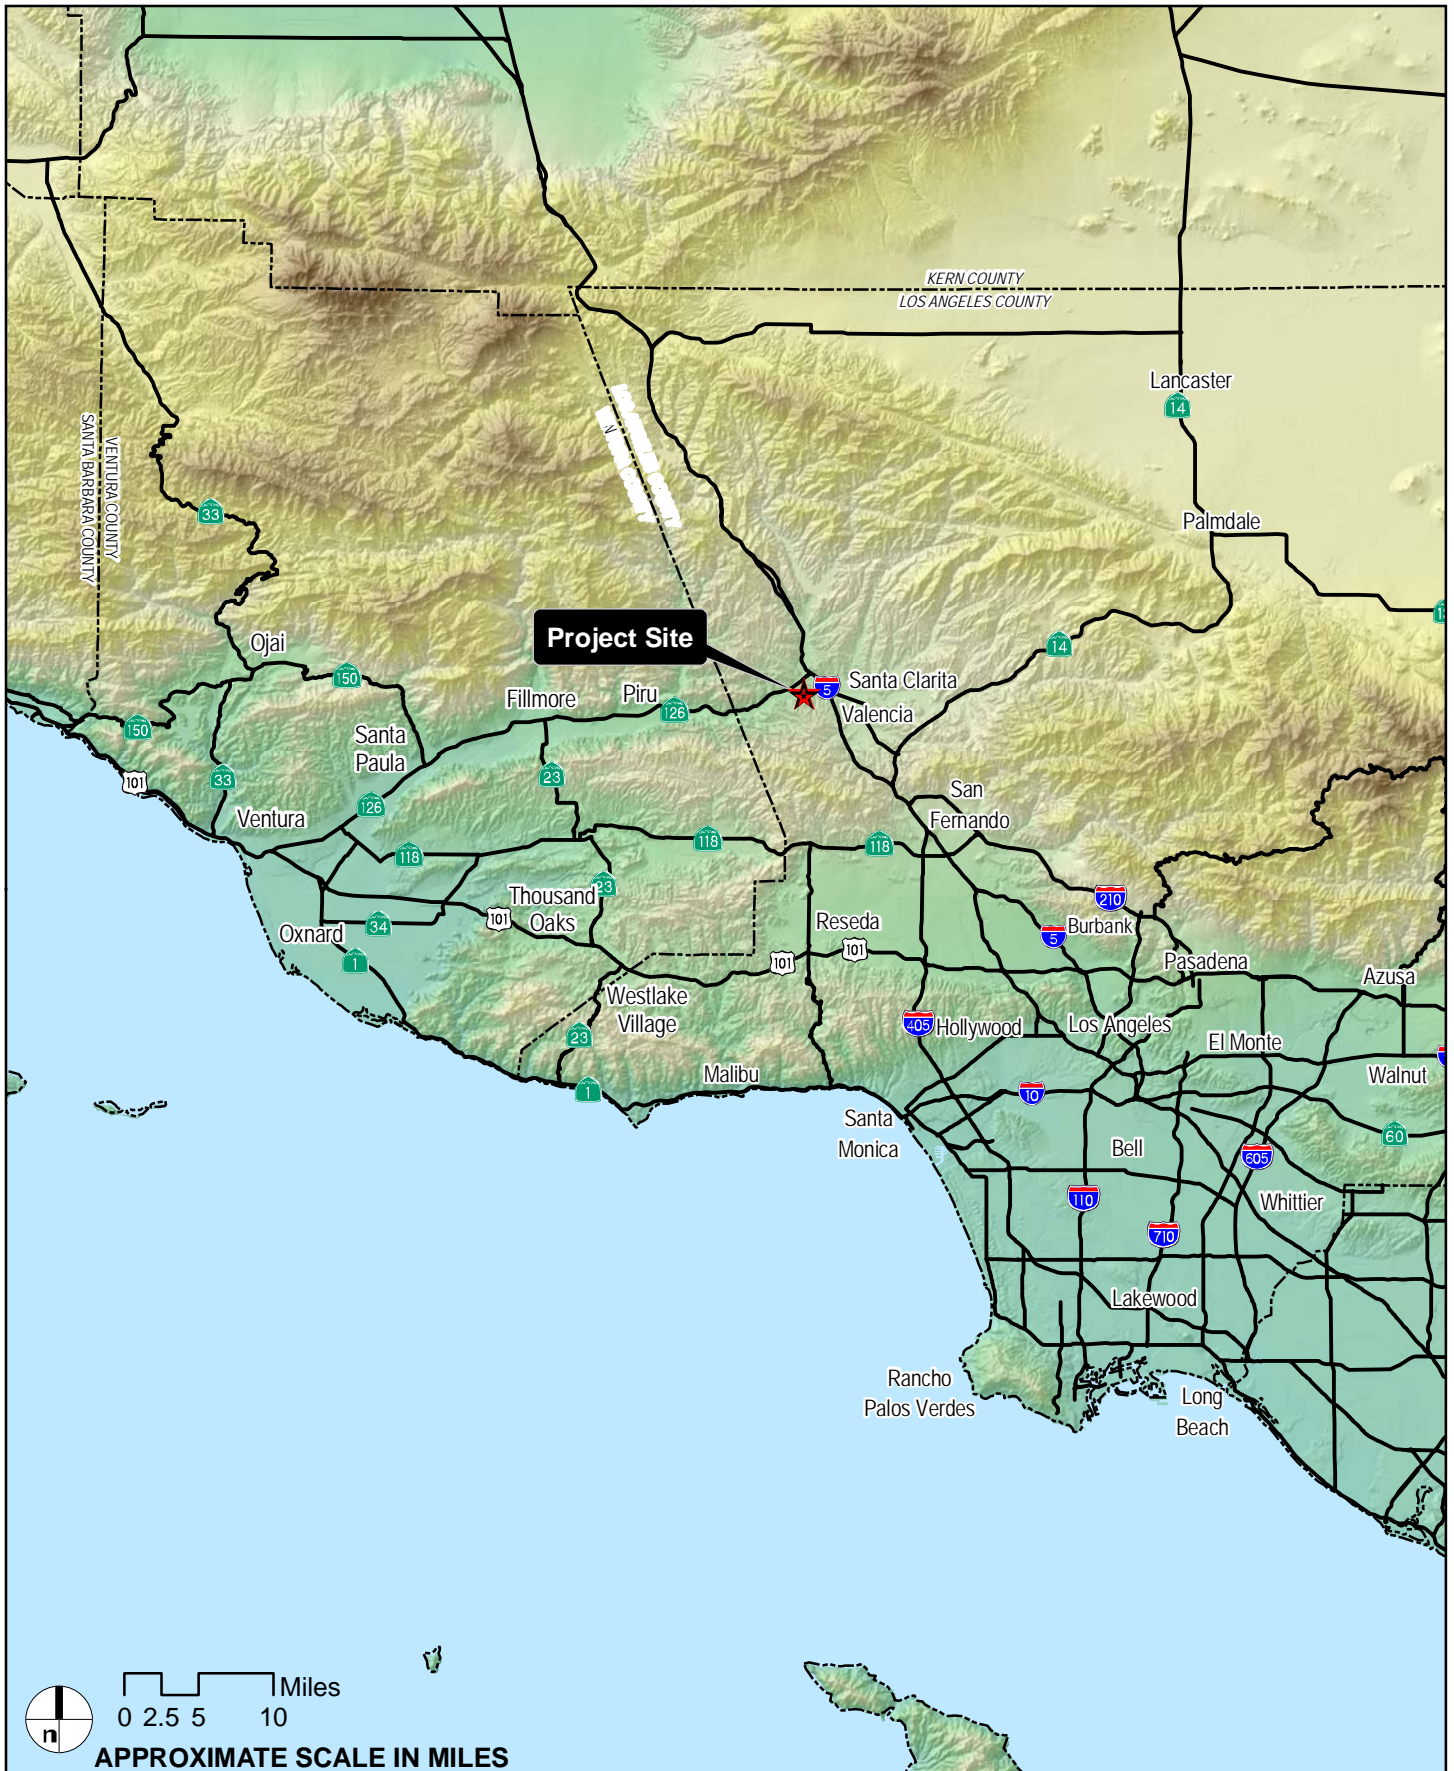 KERN COUNTY
LOS ANGELES COUNTY
Lancaster
14
SANTA BARBARA COUNTY
VENTURA COUNTY
33
Palmdale
Project Site
Ojai
14
150
5
Santa Clarita
Fillmore
Piru
126
Valencia
150
Santa
Paula
101
33
23
126
San
Fernando
Ventura
118
118
118
Thousand
Oaks
23
210
101
34
Reseda
Burbank
Oxnard
1
101
101
5
Pasadena
Azusa
Westlake
Village
23
405
Hollywood
Los Angeles
El Monte
Malibu
1
Walnut
10
Santa
Monica
Bell
60
605
110
Whittier
710
Lakewood
Rancho
Palos Verdes
Long
Beach
Miles
0 2.5 5 10
n
APPROXIMATE SCALE IN MILES